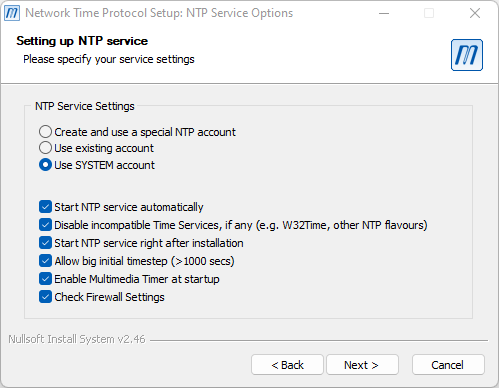 Network Time Protocol Setup: NTP Service Options
Setting up NTP service
Please specify your service settings
NTP Service Settings
Create and use a special NTP account
Use existing account
Use SYSTEM account
Start NTP service automatically
Disable incompatible Time Services, if any (e.g. W32Time, other NTP flavours)
Start NTP service right after installation
Allow big initial timestep (>1000 secs)
Enable Multimedia Timer at startup
Check Firewall Settings
Nullsoft Install System v2.46
< Back
Next >
Cancel